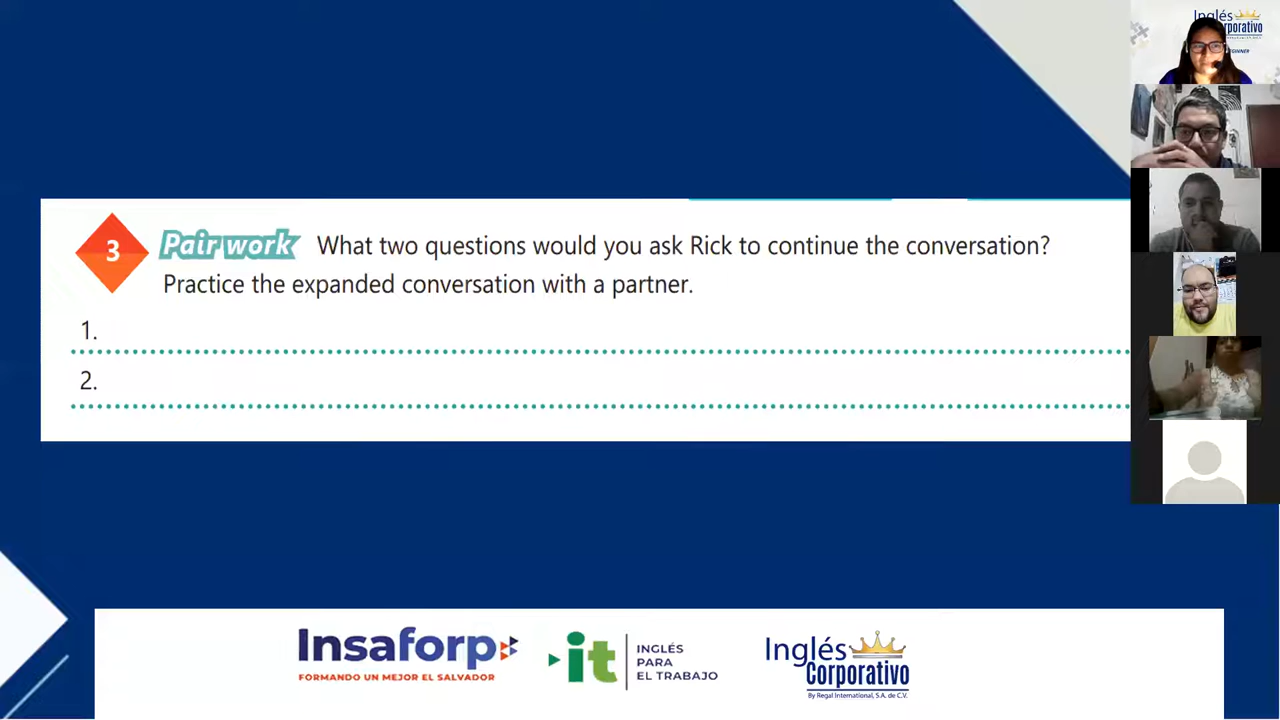 Inglés
Corporativo
3 Pair work What two questions would you ask Rick to continue the conversation?
Practice the expanded conversation with a partner.
1.
2.
Insaforp
FORMANDO UN MEJOR EL SALVADOR
it
INGLÉS
PARA
EL TRABAJO
Inglés
Corporativo
By Regal International, S.A. de C.V.